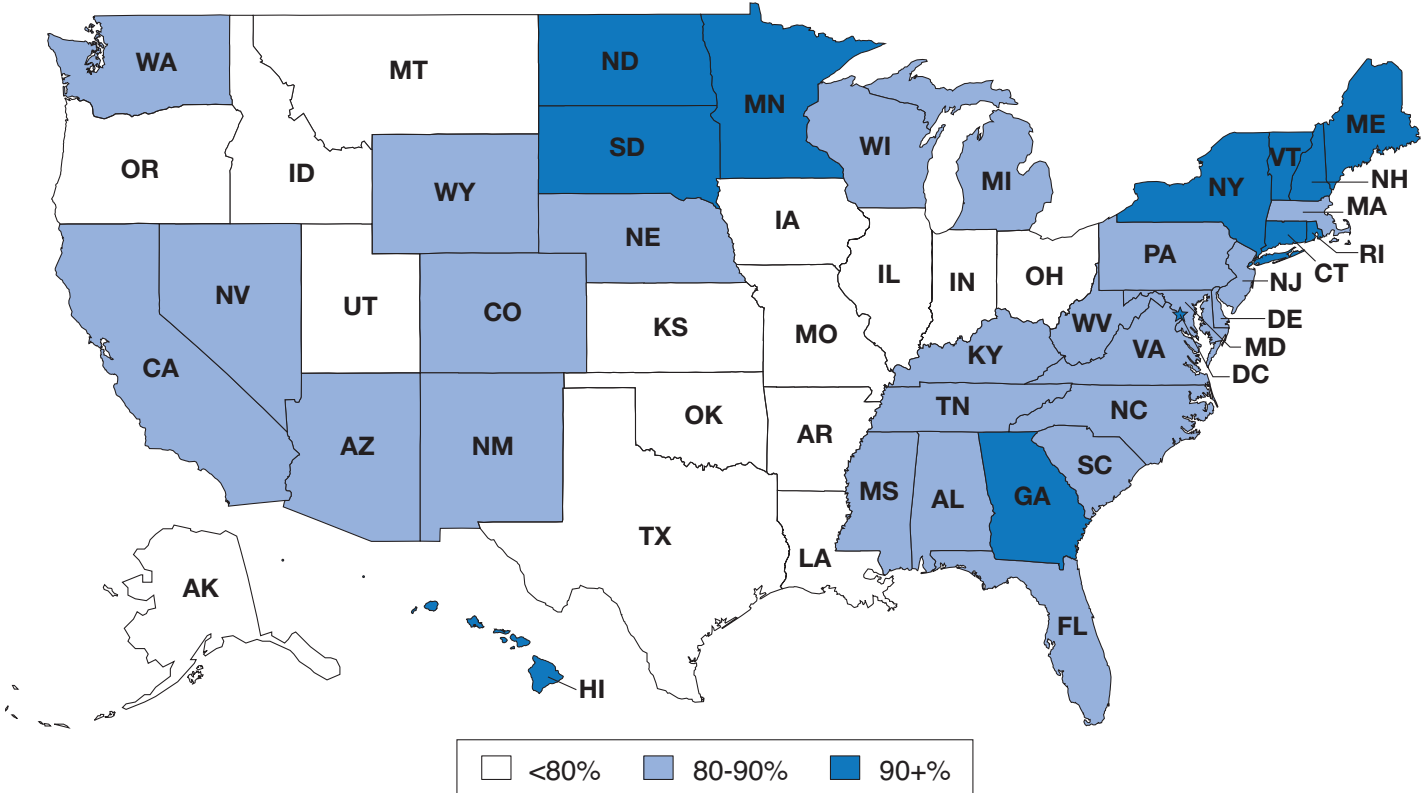 WA
MT
ND
MN
ME
OR
ID
SD
WI
VT
NY
NH
WY
MI
MA
NE
IA
RI
PA
CT
NV
UT
CO
IL
IN
OH
NJ
KS
MO
WV
DE
CA
KY
VA
MD
DC
TN
NC
AZ
NM
OK
AR
SC
MS
AL
GA
TX
LA
AK
FL
HI
<80%
80-90%
90+%